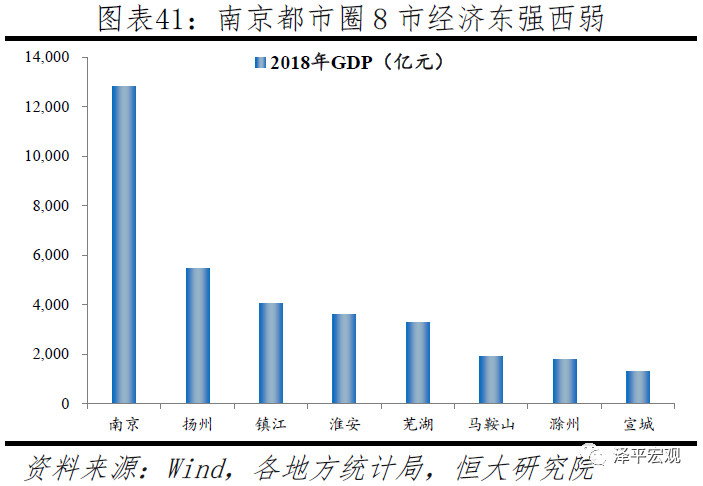 图表41：南京都市圈8市经济东强西弱
2018年GDP（亿元）
14,000
12,000
10,000
8,000
6,000
4,000
2,000
0
南京 扬州 镇江 淮安 芜湖 马鞍山 滁州 宣城
泽平宏观
资料来源：Wind，各地方统计局，恒大研究院